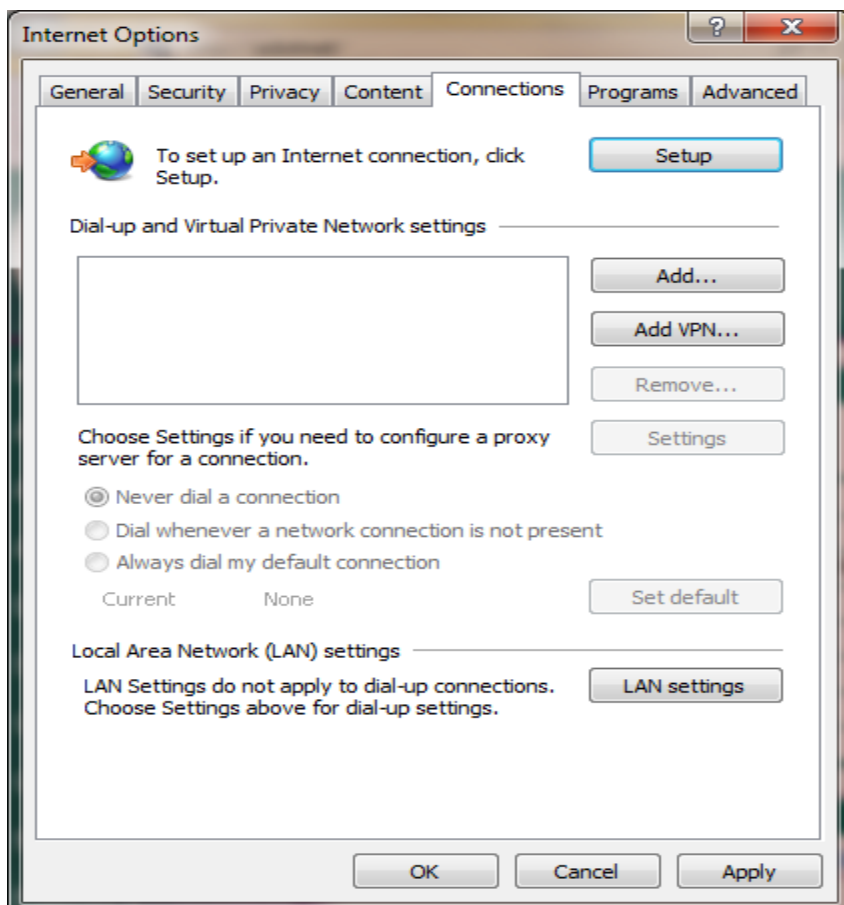 Internet Options
?
X
General Security Privacy Content Connections Programs Advanced
To set up an Internet connection, click
Setup.
Setup
Dial-up and Virtual Private Network settings
Add...
Add VPN...
Remove...
Choose Settings if you need to configure a proxy
server for a connection.
Settings
Never dial a connection
Dial whenever a network connection is not present
Always dial my default connection
Current None
Set default
Local Area Network (LAN) settings
LAN Settings do not apply to dial-up connections.
Choose Settings above for dial-up settings.
LAN settings
OK Cancel Apply